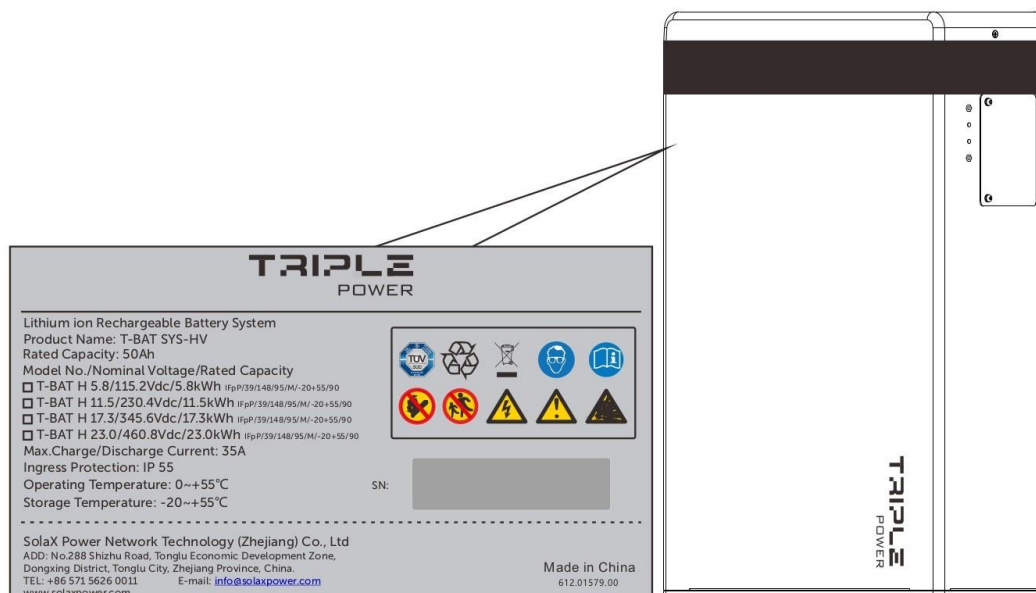 TRIPLE
POWER
Lithium ion Rechargeable Battery System
Product Name: T-BAT SYS-HV
Rated Capacity: 50Ah
Model No./Nominal Voltage/Rated Capacity
T-BAT H 5.8/115.2Vdc/5.8kWh IFpP/39/148/95/M/-20+55/90
T-BAT H 11.5/230.4Vdc/11.5kWh IFpP/39/148/95/M/-20+55/90
T-BAT H 17.3/345.6Vdc/17.3kWh IFpP/39/148/95/M/-20+55/90
T-BAT H 23.0/460.8Vdc/23.0kWh IFpP/39/148/95/M/-20+55/90
Max.Charge/Discharge Current: 35A
Ingress Protection: IP 55
Operating Temperature: 0~+55℃
Storage Temperature: -20~+55℃
TÜV
SÜD
SN:
SolaX Power Network Technology (Zhejiang) Co., Ltd
ADD: No.288 Shizhu Road, Tonglu Economic Development Zone,
Dongxing District, Tonglu City, Zhejiang Province, China.
TEL: +86 571 5626 0011 E-mail: info@solaxpower.com
www.solaxpower.com
Made in China
612.01579.00
TRIPLE
POWER